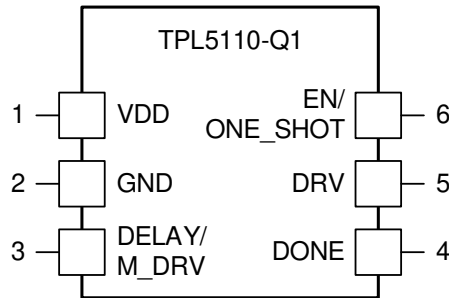 TPL5110-Q1
1 VDD
EN/
ONE_SHOT 6
2 GND
DRV 5
3 DELAY/
M_DRV
DONE 4